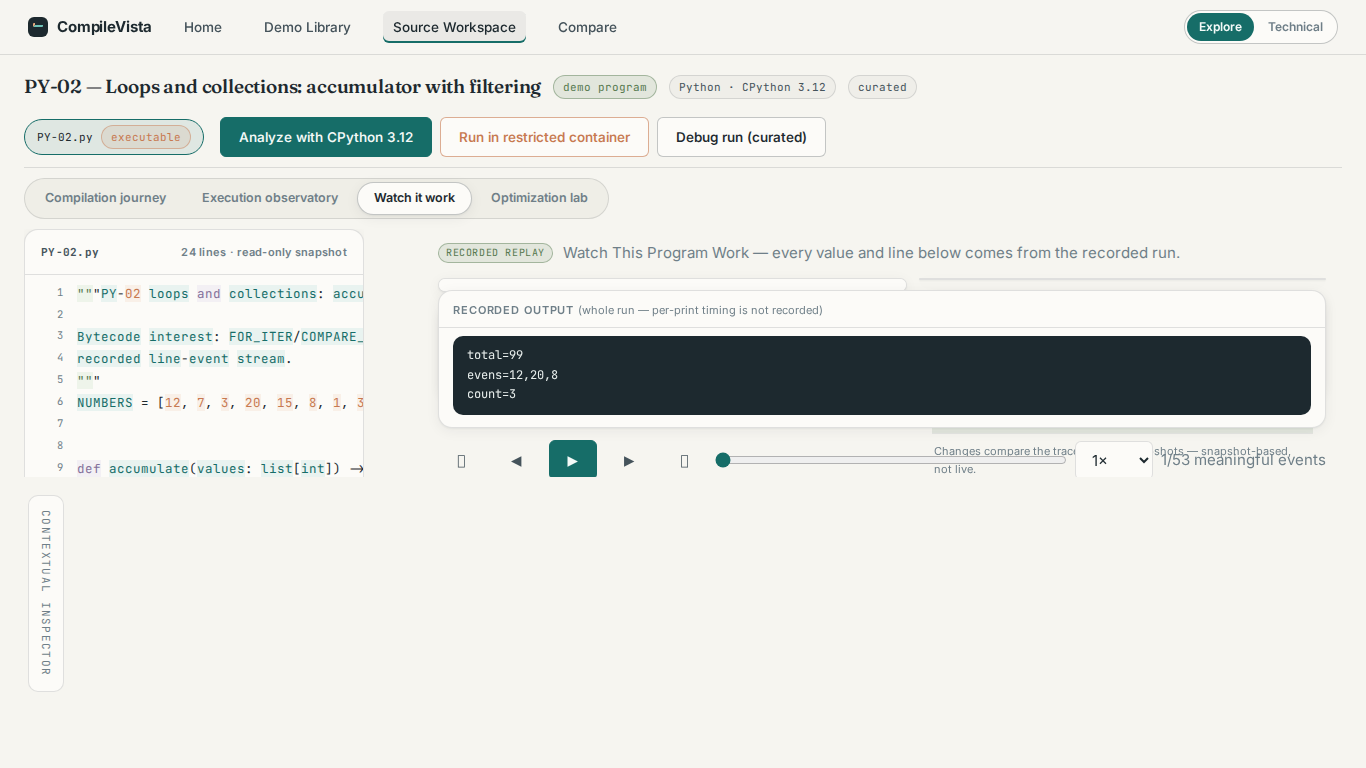 CompileVista Home Demo Library Source Workspace Compare Explore Technical
PY-02 — Loops and collections: accumulator with filtering demo program Python · CPython 3.12 curated
PY-02.py executable Analyze with CPython 3.12 Run in restricted container Debug run (curated)
Compilation journey Execution observatory Watch it work Optimization lab
PY-02.py 24 lines · read-only snapshot
1 """PY-02 loops and collections: accu
2
3 Bytecode interest: FOR_ITER/COMPARE_
4 recorded line-event stream.
5 """
6 NUMBERS = [12, 7, 3, 20, 15, 8, 1, 3
7
8
9 def accumulate(values: list[int]) ->
RECORDED REPLAY Watch This Program Work — every value and line below comes from the recorded run.
RECORDED OUTPUT (whole run — per-print timing is not recorded)
total=99
evens=12,20,8
count=3
Changes compare the trac shots — snapshot-based,
not live.
1× 1/53 meaningful events
CONTEXTUAL INSPECTOR